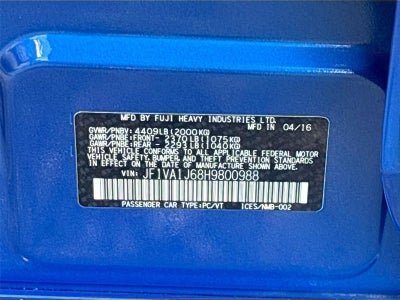 MFD BY FUJI HEAVY INDUSTRIES LTD.
MFD IN 04/16
GVWR/PNBV: 4409LB(2000KG)
GAWR/PNBE:FRONT- 2370LB(1075KG)
GAWR/PNBE:REAR - 2293LB(1040KG)
THIS VEHICLE CONFORMS TO ALL APPLICABLE FEDERAL MOTOR
VEHICLE SAFETY, BUMPER, AND THEFT PREVENTION STANDARDS
IN EFFECT ON THE DATE OF MANUFACTURE SHOWN ABOVE.
JF1VA1J68H9800988
PASSENGER CAR TYPE:PC/VT ICES/NMB-002